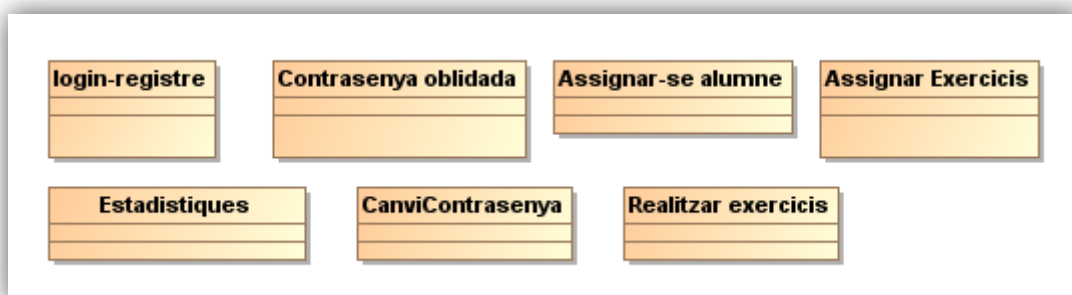 login-registre
Contrasenya oblidada
Assignar-se alumne
Assignar Exercicis
Estadistiques
CanviContrasenya
Realitzar exercicis